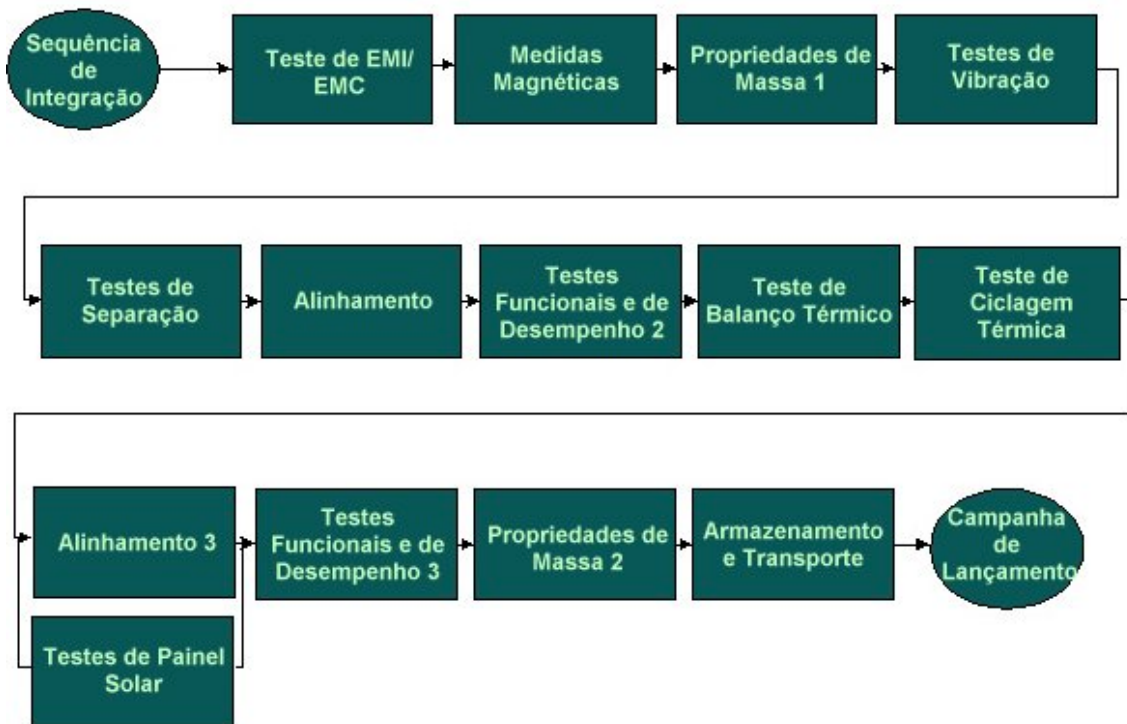 Sequência
de
Integração
Teste de EMI/
EMC
Medidas
Magnéticas
Propriedades de
Massa 1
Testes de
Vibração
Testes de
Separação
Alinhamento
Testes
Funcionais e de
Desempenho 2
Teste de
Balanço Térmico
Teste de
Ciclagem
Térmica
Alinhamento 3
Testes de Painel
Solar
Testes
Funcionais e de
Desempenho 3
Propriedades de
Massa 2
Armazenamento
e Transporte
Campanha
de
Lançamento